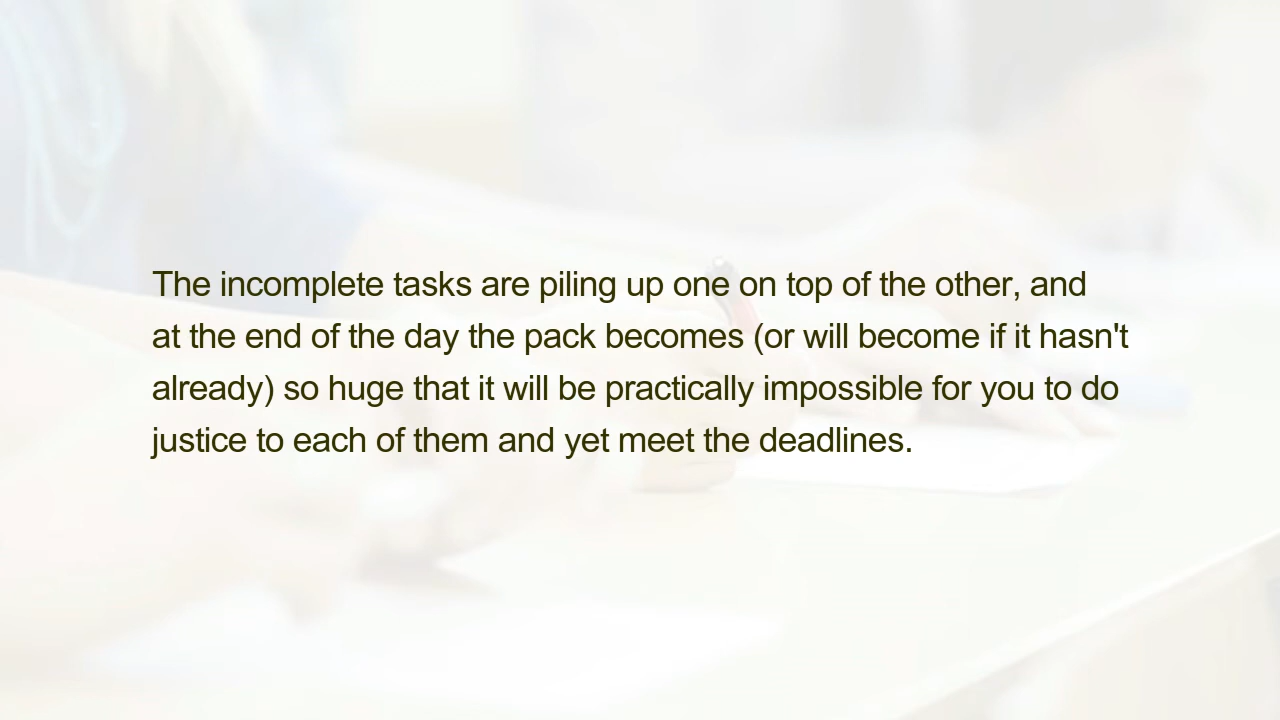 The incomplete tasks are piling up one on top of the other, and
at the end of the day the pack becomes (or will become if it hasn't
already) so huge that it will be practically impossible for you to do
justice to each of them and yet meet the deadlines.